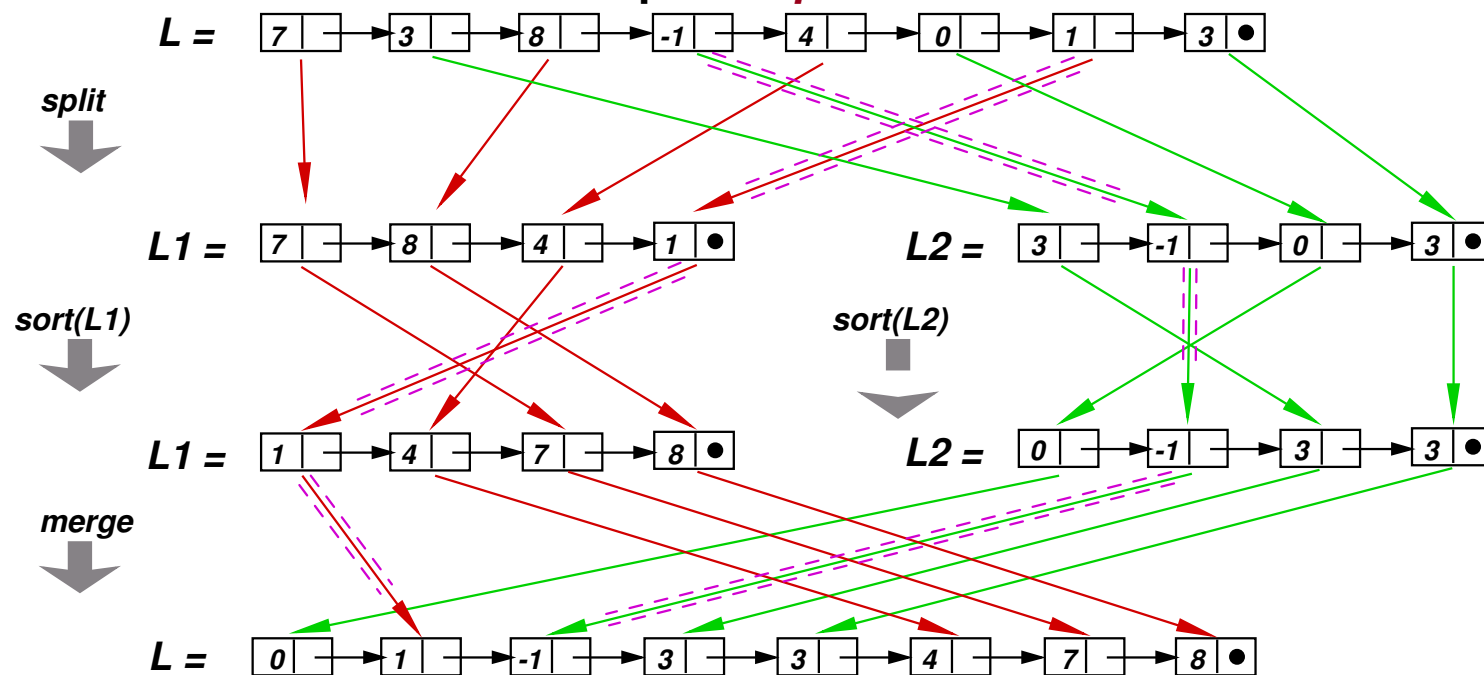 L = 7 3 8 -1 4 0 1 3
split
L1 = 7 8 4 1 L2 = 3 -1 0 3
sort(L1) sort(L2)
L1 = 1 4 7 8 L2 = 0 -1 3 3
merge
L = 0 1 -1 3 3 4 7 8